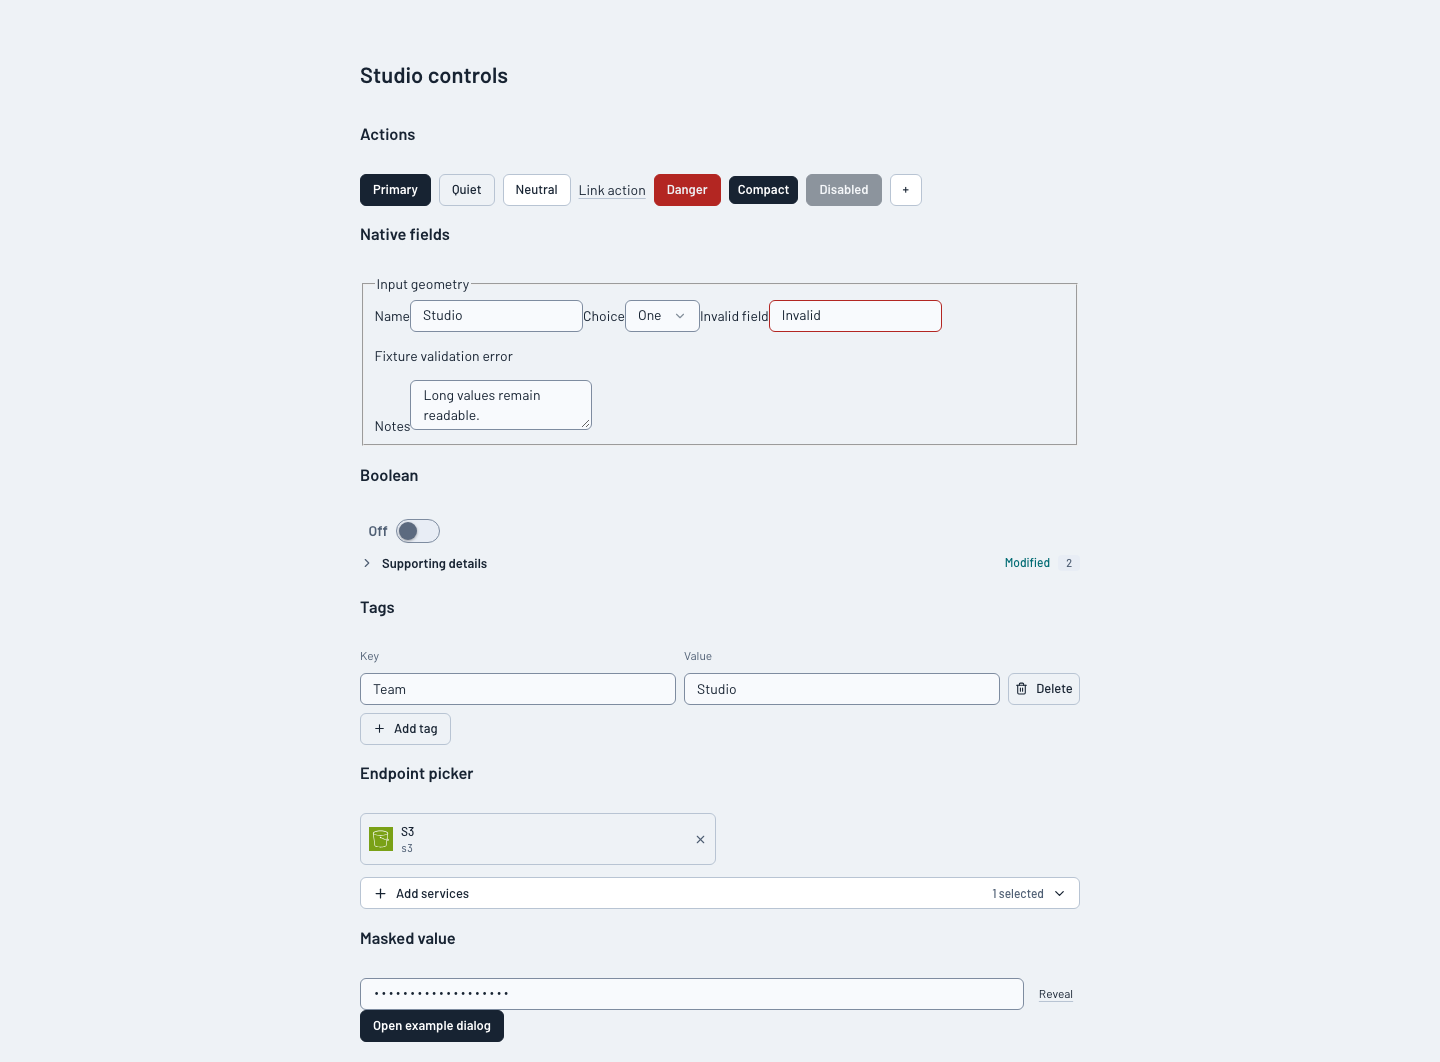 Studio controls
Actions
Primary Quiet Neutral Link action Danger Compact Disabled +
Native fields
Input geometry
Name Studio Choice One Invalid field Invalid
Fixture validation error
Long values remain
readable.
Notes
Boolean
Off
Supporting details Modified 2
Tags
Key Value
Team Studio Delete
Add tag
Endpoint picker
S3
s3
Add services 1 selected
Masked value
••••••••••••••••••• Reveal
Open example dialog